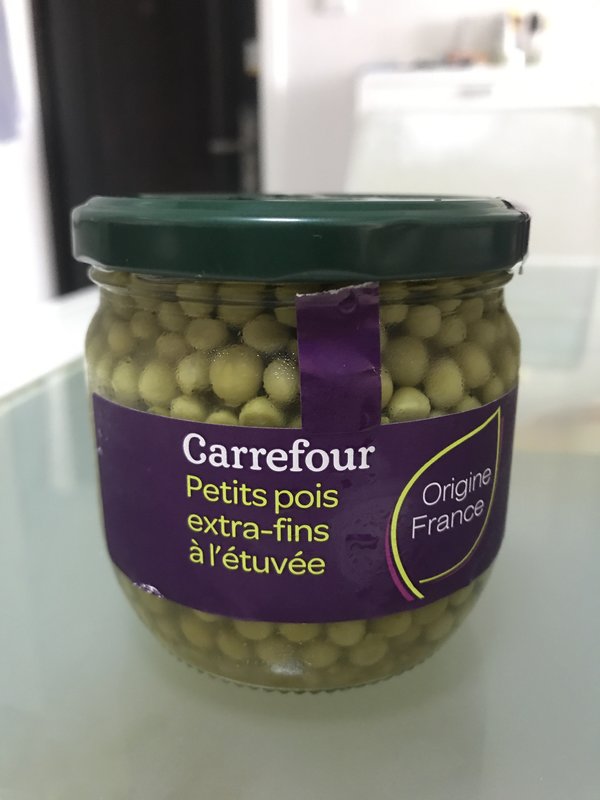 Carrefour
Petits pois
extra-fins
à l'étuvée
Origine
France